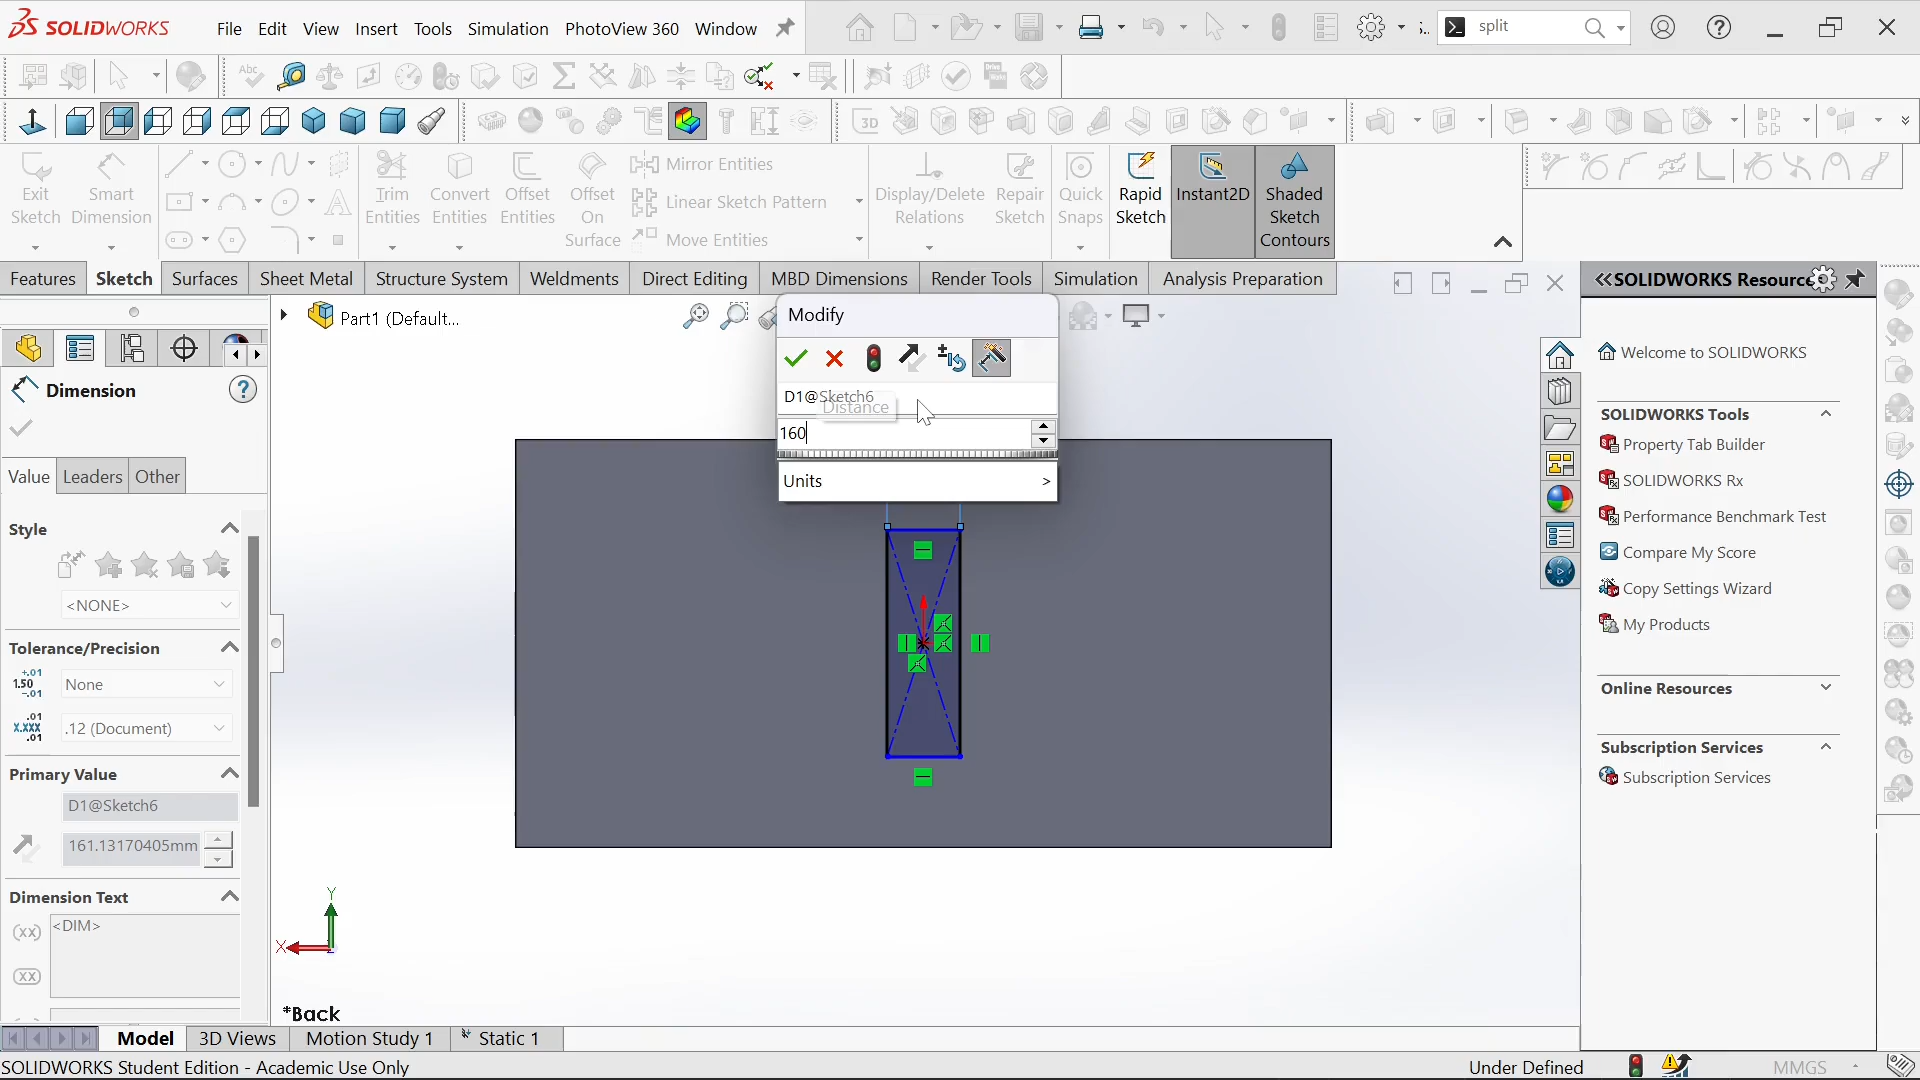 SOLIDWORKS
File Edit View Insert Tools Simulation PhotoView 360 Window
split
Exit
Sketch
Smart
Dimension
Trim
Entities
Convert
Entities
Offset
Entities
Offset
On
Surface
Mirror Entities
Linear Sketch Pattern
Move Entities
Display/Delete
Relations
Repair
Sketch
Quick
Snaps
Rapid
Sketch
Instant2D
Shaded
Sketch
Contours
Features Sketch Surfaces Sheet Metal Structure System Weldments Direct Editing MBD Dimensions Render Tools Simulation Analysis Preparation
SOLIDWORKS Resourc
Part1 (Default...
Modify
D1@Sketch6
Distance
160
Units >
Dimension
Value Leaders Other
Style
<NONE>
Tolerance/Precision
None
.12 (Document)
Primary Value
D1@Sketch6
161.13170405mm
Dimension Text
<DIM>
Y
X
*Back
Welcome to SOLIDWORKS
SOLIDWORKS Tools
Property Tab Builder
SOLIDWORKS Rx
Performance Benchmark Test
Compare My Score
Copy Settings Wizard
My Products
Online Resources
Subscription Services
Subscription Services
Model 3D Views Motion Study 1 Static 1
SOLIDWORKS Student Edition - Academic Use Only
Under Defined
MMGS